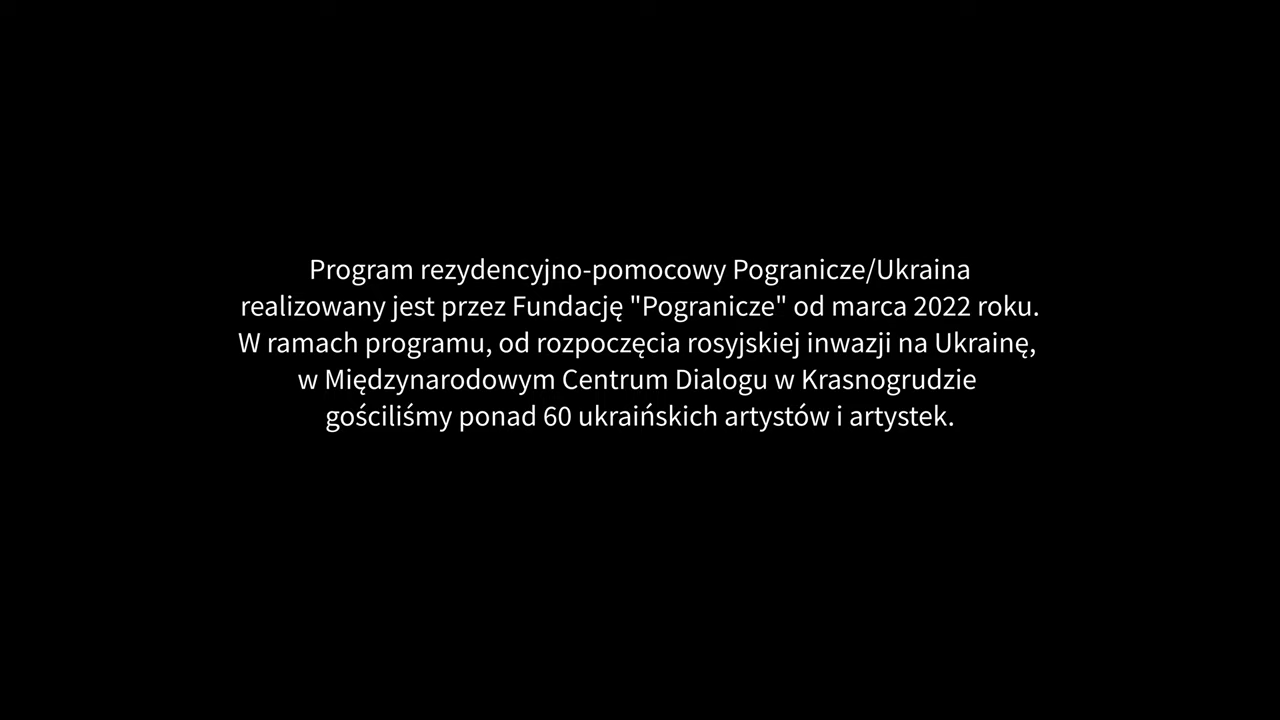 Program rezydencyjno-pomocowy Pogranicze/Ukraina
realizowany jest przez Fundację "Pogranicze" od marca 2022 roku.
W ramach programu, od rozpoczęcia rosyjskiej inwazji na Ukrainę,
w Międzynarodowym Centrum Dialogu w Krasnogrudzie
gościliśmy ponad 60 ukraińskich artystów i artystek.